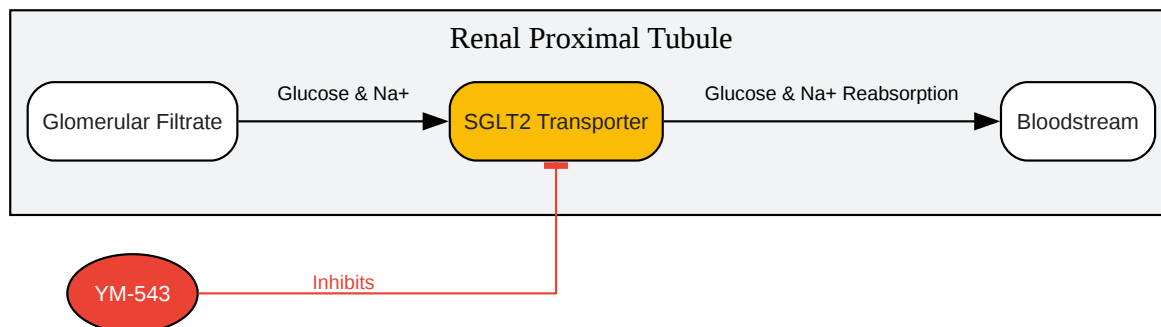 Renal Proximal Tubule
Glomerular Filtrate
Glucose & Na+
SGLT2 Transporter
Glucose & Na+ Reabsorption
Bloodstream
YM-543
Inhibits